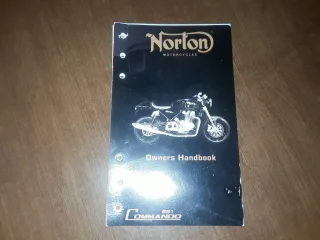 Norton
MOTORCYCLES
Owners Handbook
961
COMMANDO